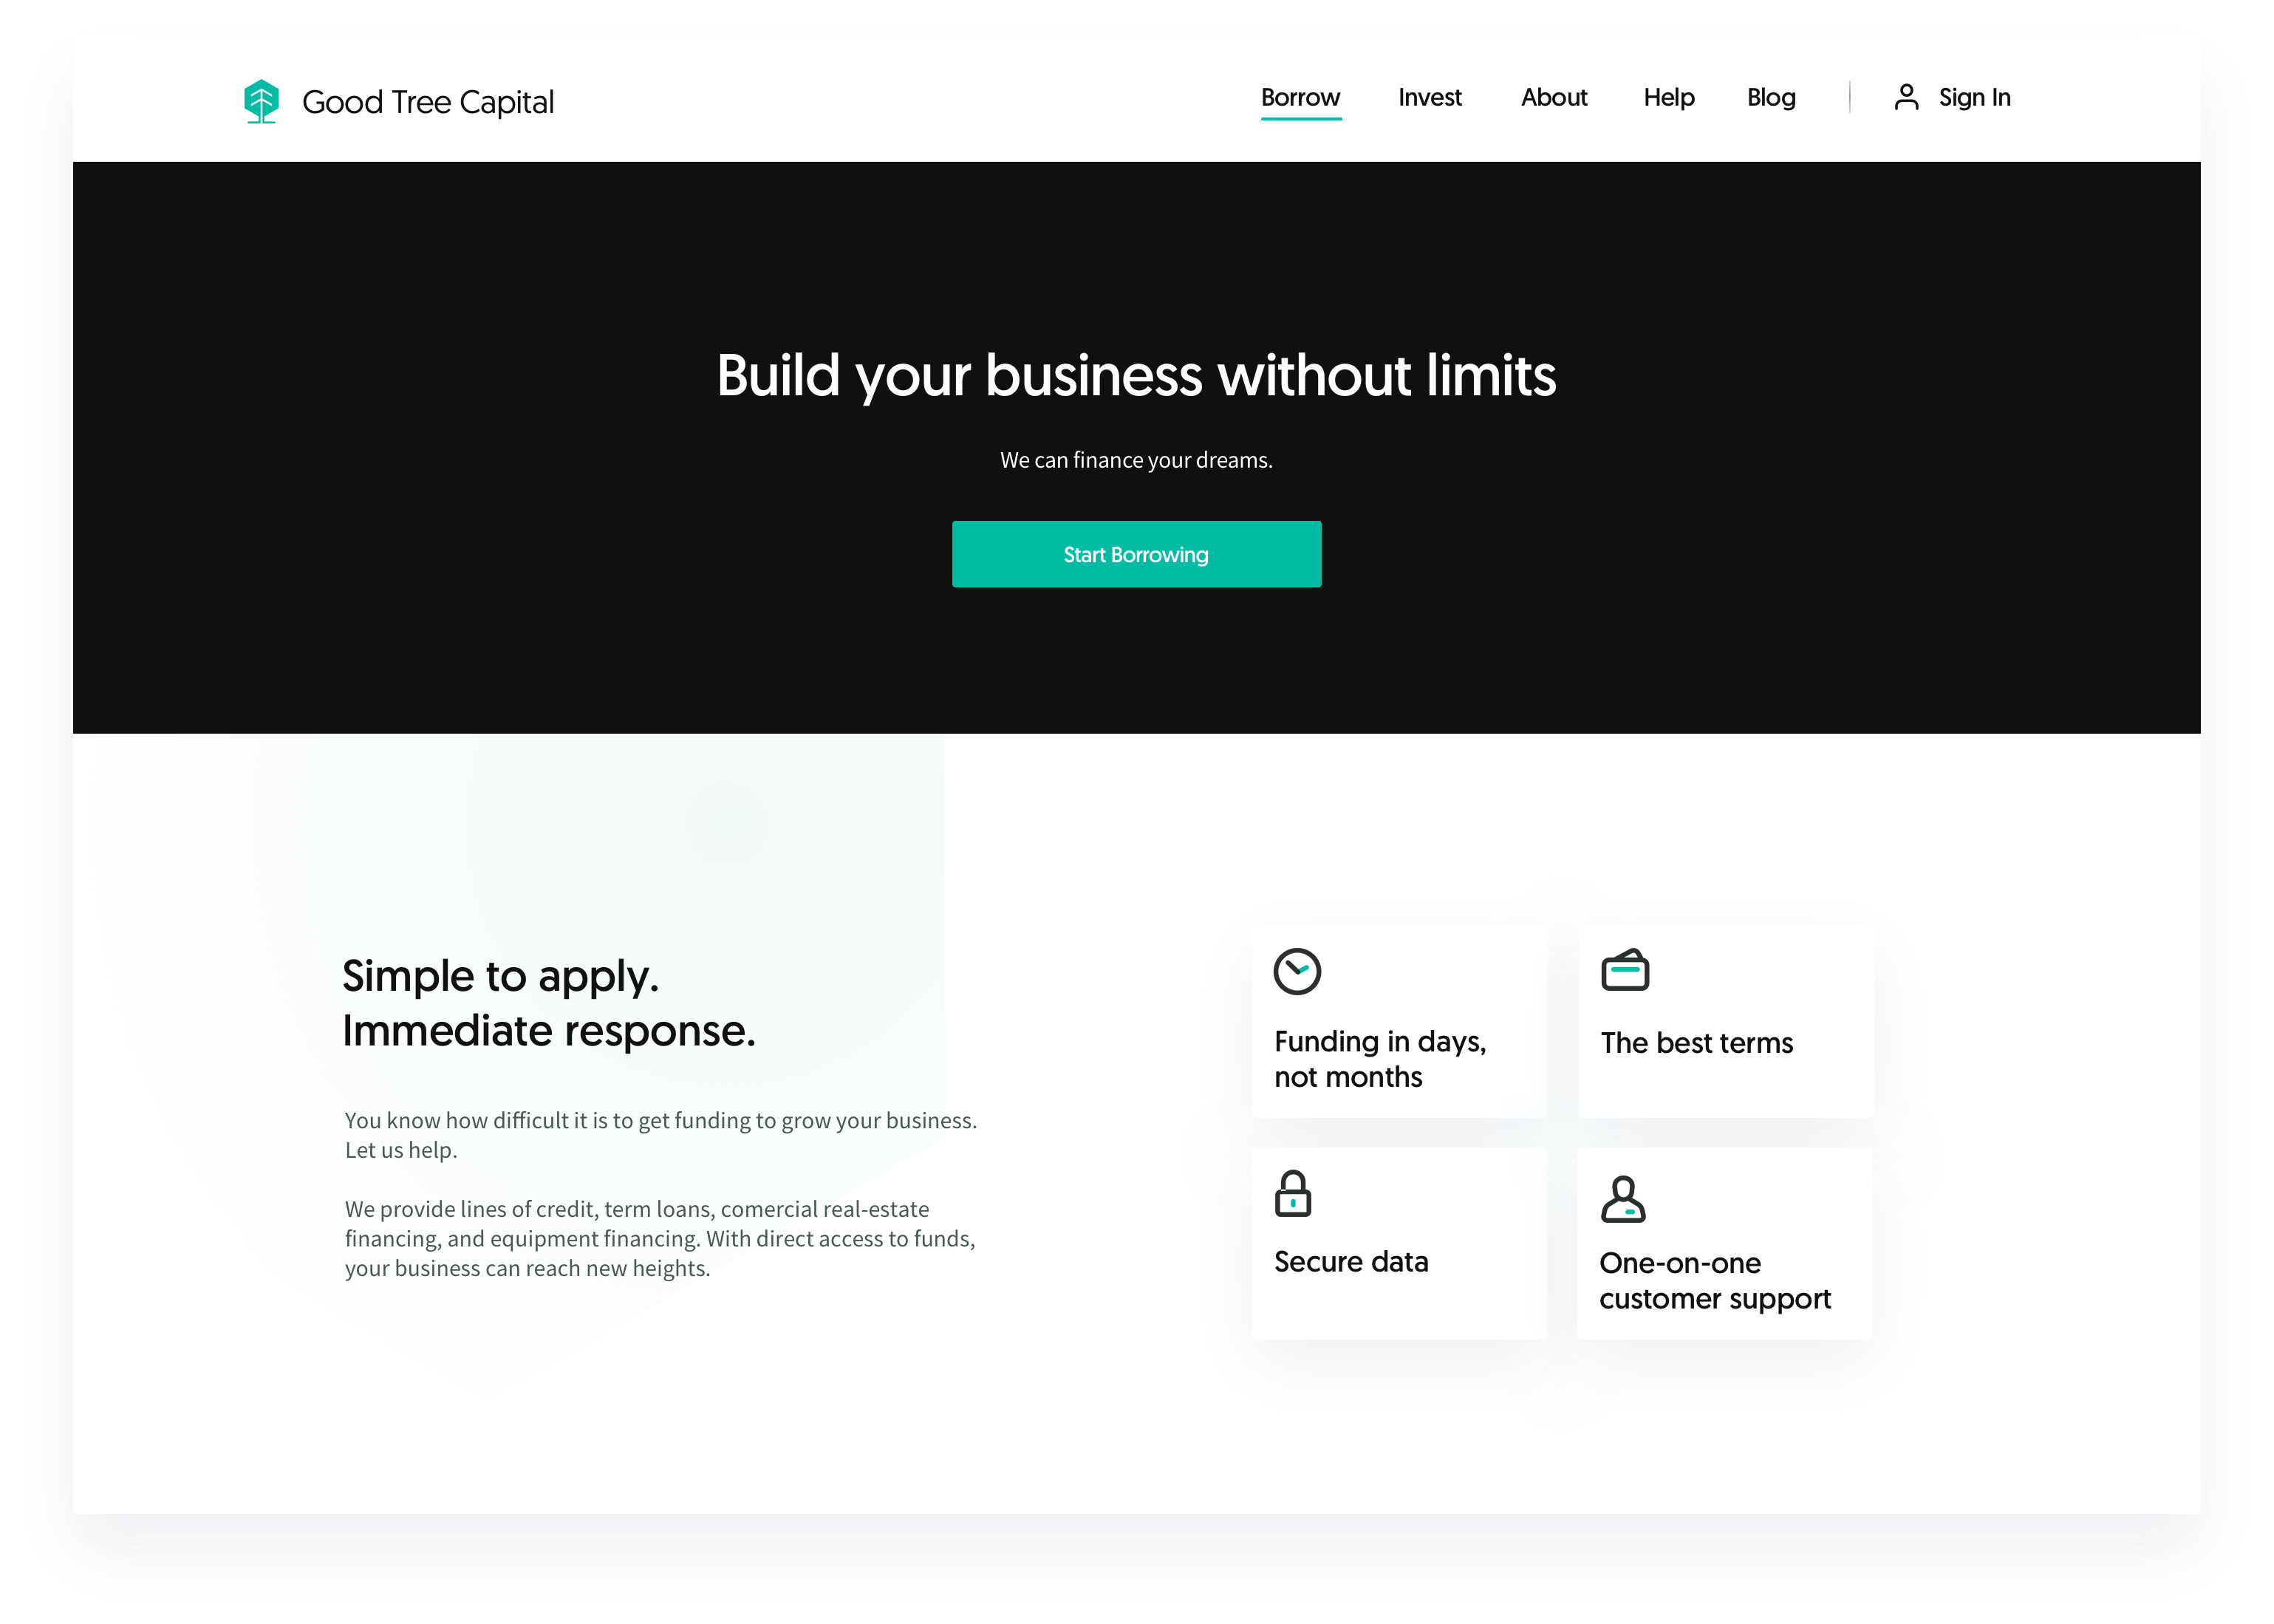 Good Tree Capital
Borrow
Invest
About
Help
Blog
Sign In
Build your business without limits
We can finance your dreams.
Start Borrowing
Simple to apply.
Immediate response.
You know how difficult it is to get funding to grow your business.
Let us help.
We provide lines of credit, term loans, comercial real-estate
financing, and equipment financing. With direct access to funds,
your business can reach new heights.
Funding in days,
not months
The best terms
Secure data
One-on-one
customer support